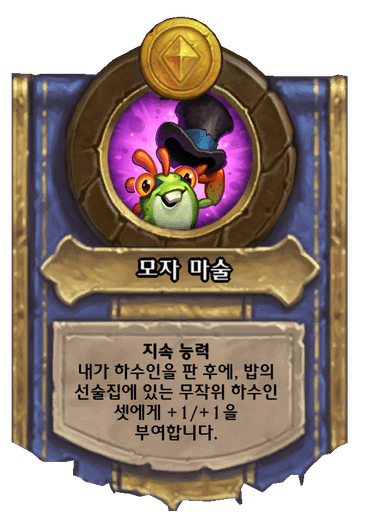 모자 마술
지속 능력
내가 하수인을 판 후에, 밥의
선술집에 있는 무작위 하수인
셋에게 +1/+1을
부여합니다.